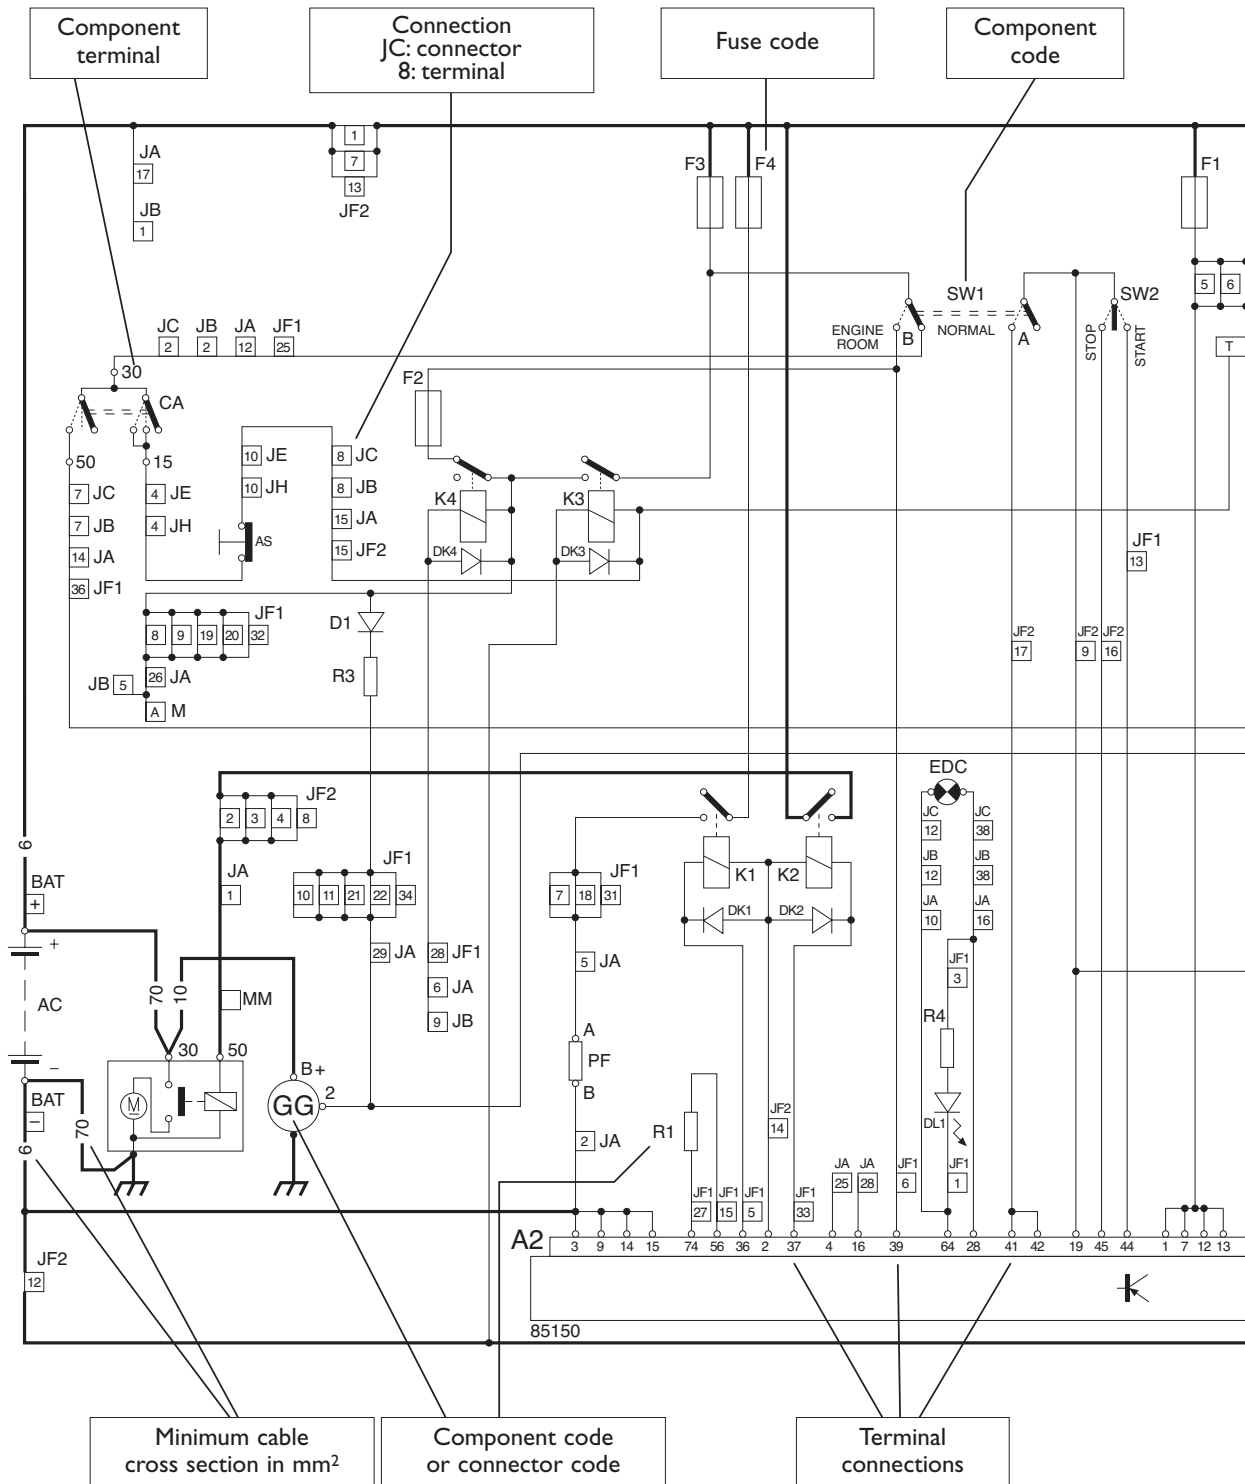 Component
terminal
Connection
JC: connector
8: terminal
Fuse code
Component
code
1
7
13
JF2
JA
17
JB
1
F3
F4
F1
5
6
SW1
SW2
ENGINE
ROOM
B
NORMAL
A
STOP
START
T
JC
2
JB
2
JA
12
JF1
25
30
CA
F2
50
15
10 JE
8 JC
7 JC
4 JE
10 JH
8 JB
K4
K3
7 JB
4 JH
15 JA
AS
14 JA
15 JF2
DK4
DK3
JF1
13
36 JF1
JF1
8
9
19
20
32
D1
JF2
17
JF2
9
JF2
16
JB 5
26 JA
R3
A M
EDC
JF2
2
3
4
8
JC
12
JC
38
6
K1
K2
JB
12
JB
38
BAT
+
JA
1
JF1
10
11
21
22
34
JF1
7
18
31
DK1
DK2
JA
10
JA
16
+
29 JA
28 JF1
5 JA
JF1
3
AC
70
10
MM
6 JA
9 JB
R4
A
PF
B
30
50
–
M
B+
GG
2
BAT
–
DL1
JF2
14
6
70
2 JA
R1
JF1
27
JF1
15
JF1
5
JF1
33
JA
25
JA
28
JF1
6
JF1
1
A2
3 9 14 15 74 56 36 2 37 4 16 39 64 28 41 42 19 45 44 1 7 12 13
JF2
12
85150
Minimum cable
cross section in mm²
Component code
or connector code
Terminal
connections